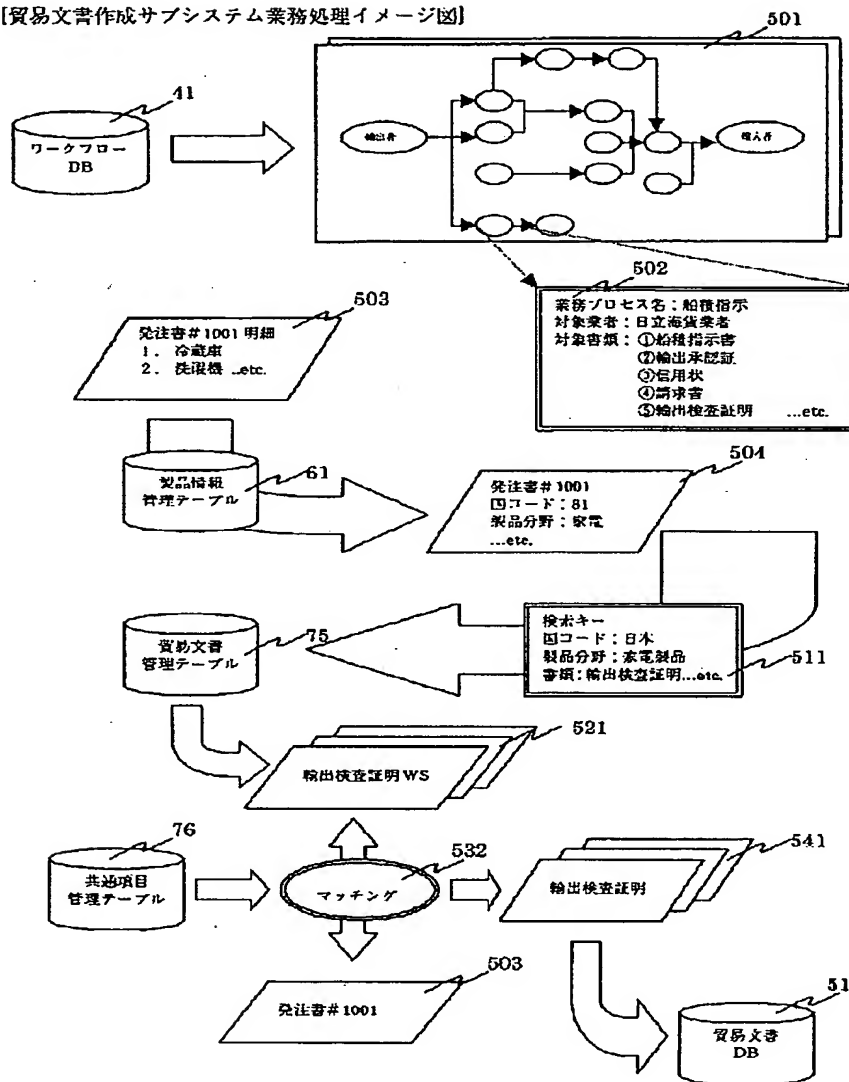 [貿易文書作成サブシステム業務処理イメージ図]
501
41
ワークフロー
DB
輸出者
輸入者
502
業務プロセス名：船積指示
対象業者：日立海貨業者
対象書類：①船積指示書
②輸出承認証
③信用状
④請求書
⑤輸出検査証明 ...etc.
503
発注書#1001明細
1. 冷蔵庫
2. 洗濯機 ...etc.
製品情報
管理テーブル
61
504
発注書#1001
国コード：81
製品分野：家電
...etc.
貿易文書
管理テーブル
75
検索キー
国コード：日本
製品分野：家電製品
書類：輸出検査証明...etc.
511
521
輸出検査証明WS
76
共通項目
管理テーブル
532
マッチング
541
輸出検査証明
503
発注書#1001
51
貿易文書
DB